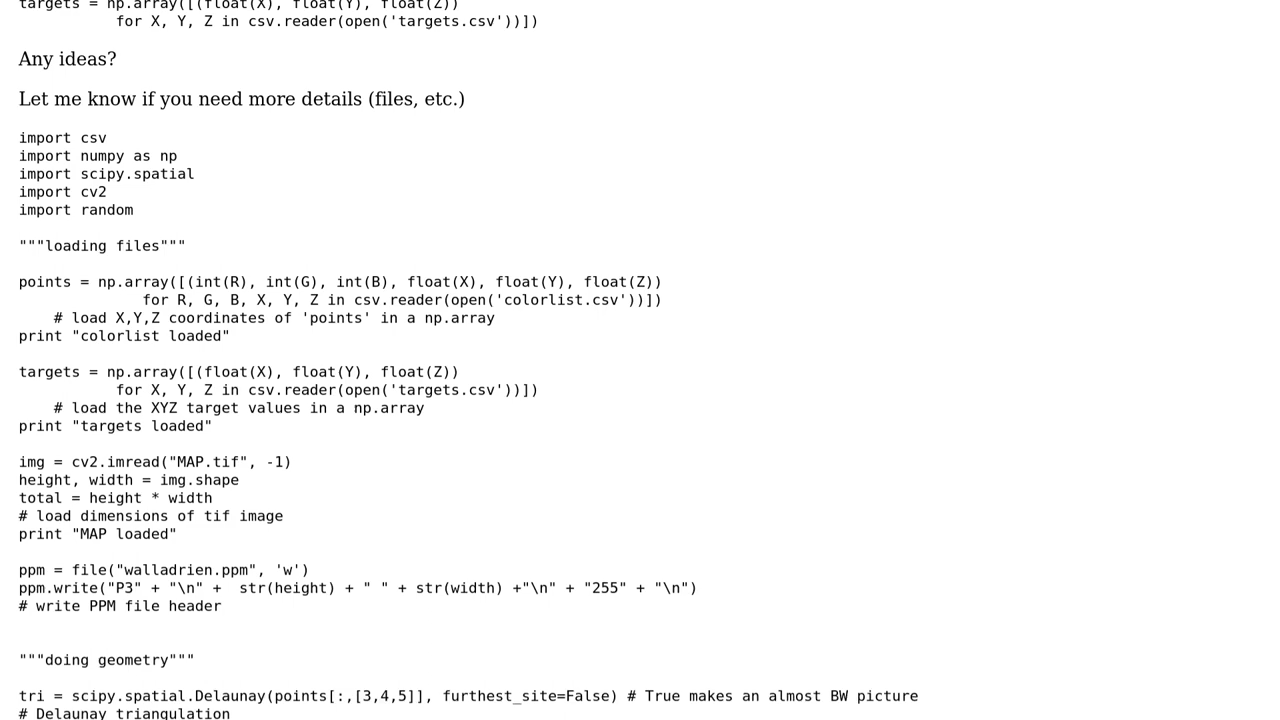 targets = np.array([(float(X), float(Y), float(Z))
           for X, Y, Z in csv.reader(open('targets.csv'))])
Any ideas?
Let me know if you need more details (files, etc.)
import csv
import numpy as np
import scipy.spatial
import cv2
import random
"""loading files"""
points = np.array([(int(R), int(G), int(B), float(X), float(Y), float(Z))
              for R, G, B, X, Y, Z in csv.reader(open('colorlist.csv'))])
    # load X,Y,Z coordinates of 'points' in a np.array
print "colorlist loaded"
targets = np.array([(float(X), float(Y), float(Z))
           for X, Y, Z in csv.reader(open('targets.csv'))])
    # load the XYZ target values in a np.array
print "targets loaded"
img = cv2.imread("MAP.tif", -1)
height, width = img.shape
total = height * width
# load dimensions of tif image
print "MAP loaded"
ppm = file("walladrien.ppm", 'w')
ppm.write("P3" + "\n" +  str(height) + " " + str(width) +"\n" + "255" + "\n")
# write PPM file header
"""doing geometry"""
tri = scipy.spatial.Delaunay(points[:,[3,4,5]], furthest_site=False) # True makes an almost BW picture
# Delaunay triangulation